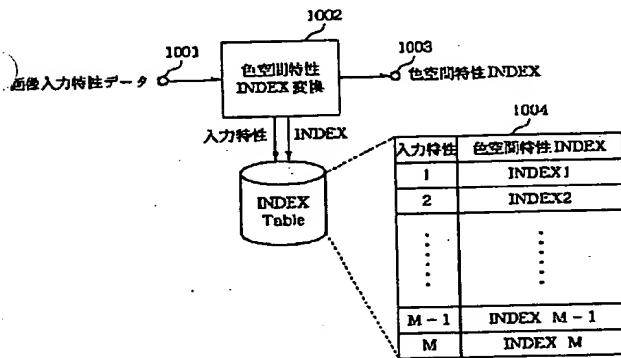 1002
1001
1003
画像入力特性データ
色空間特性
INDEX変換
色空間特性INDEX
1004
入力特性
INDEX
INDEX
Table
入力特性 色空間特性INDEX
1 INDEX1
2 INDEX2
M-1 INDEX M-1
M INDEX M